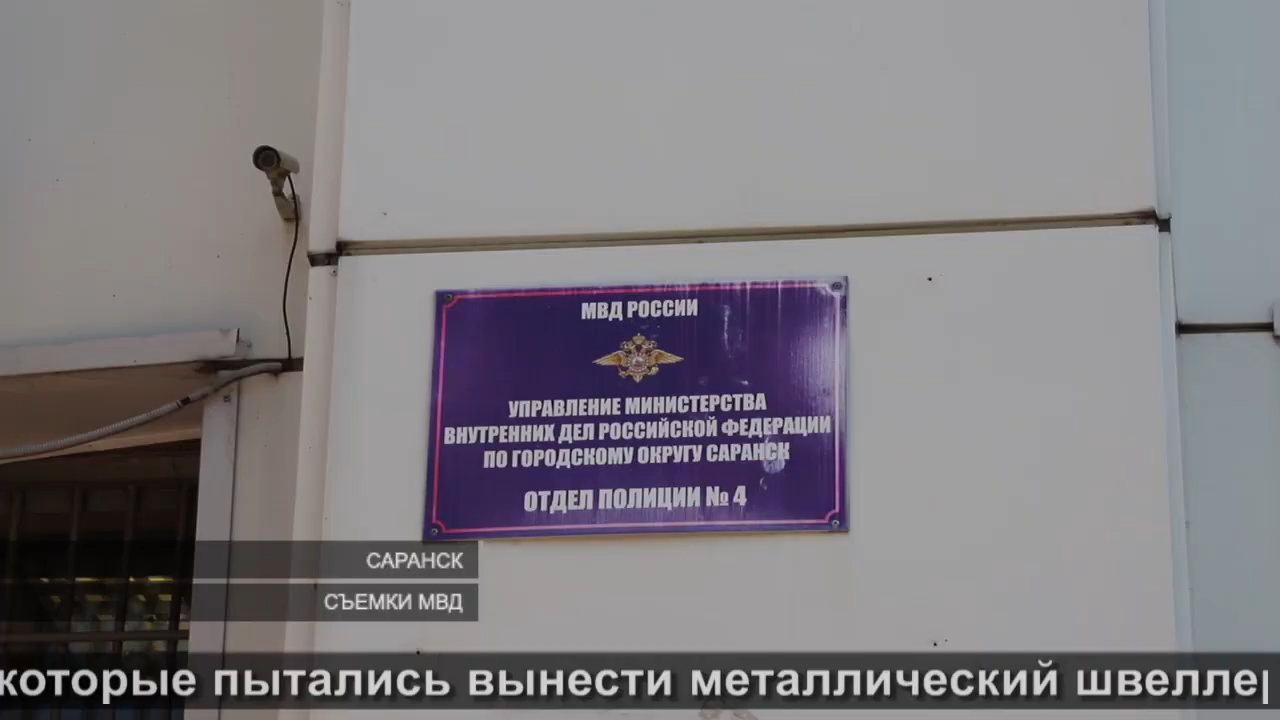 МВД РОССИИ
УПРАВЛЕНИЕ МИНИСТЕРСТВА
ВНУТРЕННИХ ДЕЛ РОССИЙСКОЙ ФЕДЕРАЦИИ
ПО ГОРОДСКОМУ ОКРУГУ САРАНСК
ОТДЕЛ ПОЛИЦИИ № 4
САРАНСК
СЪЕМКИ МВД
которые пытались вынести металлический